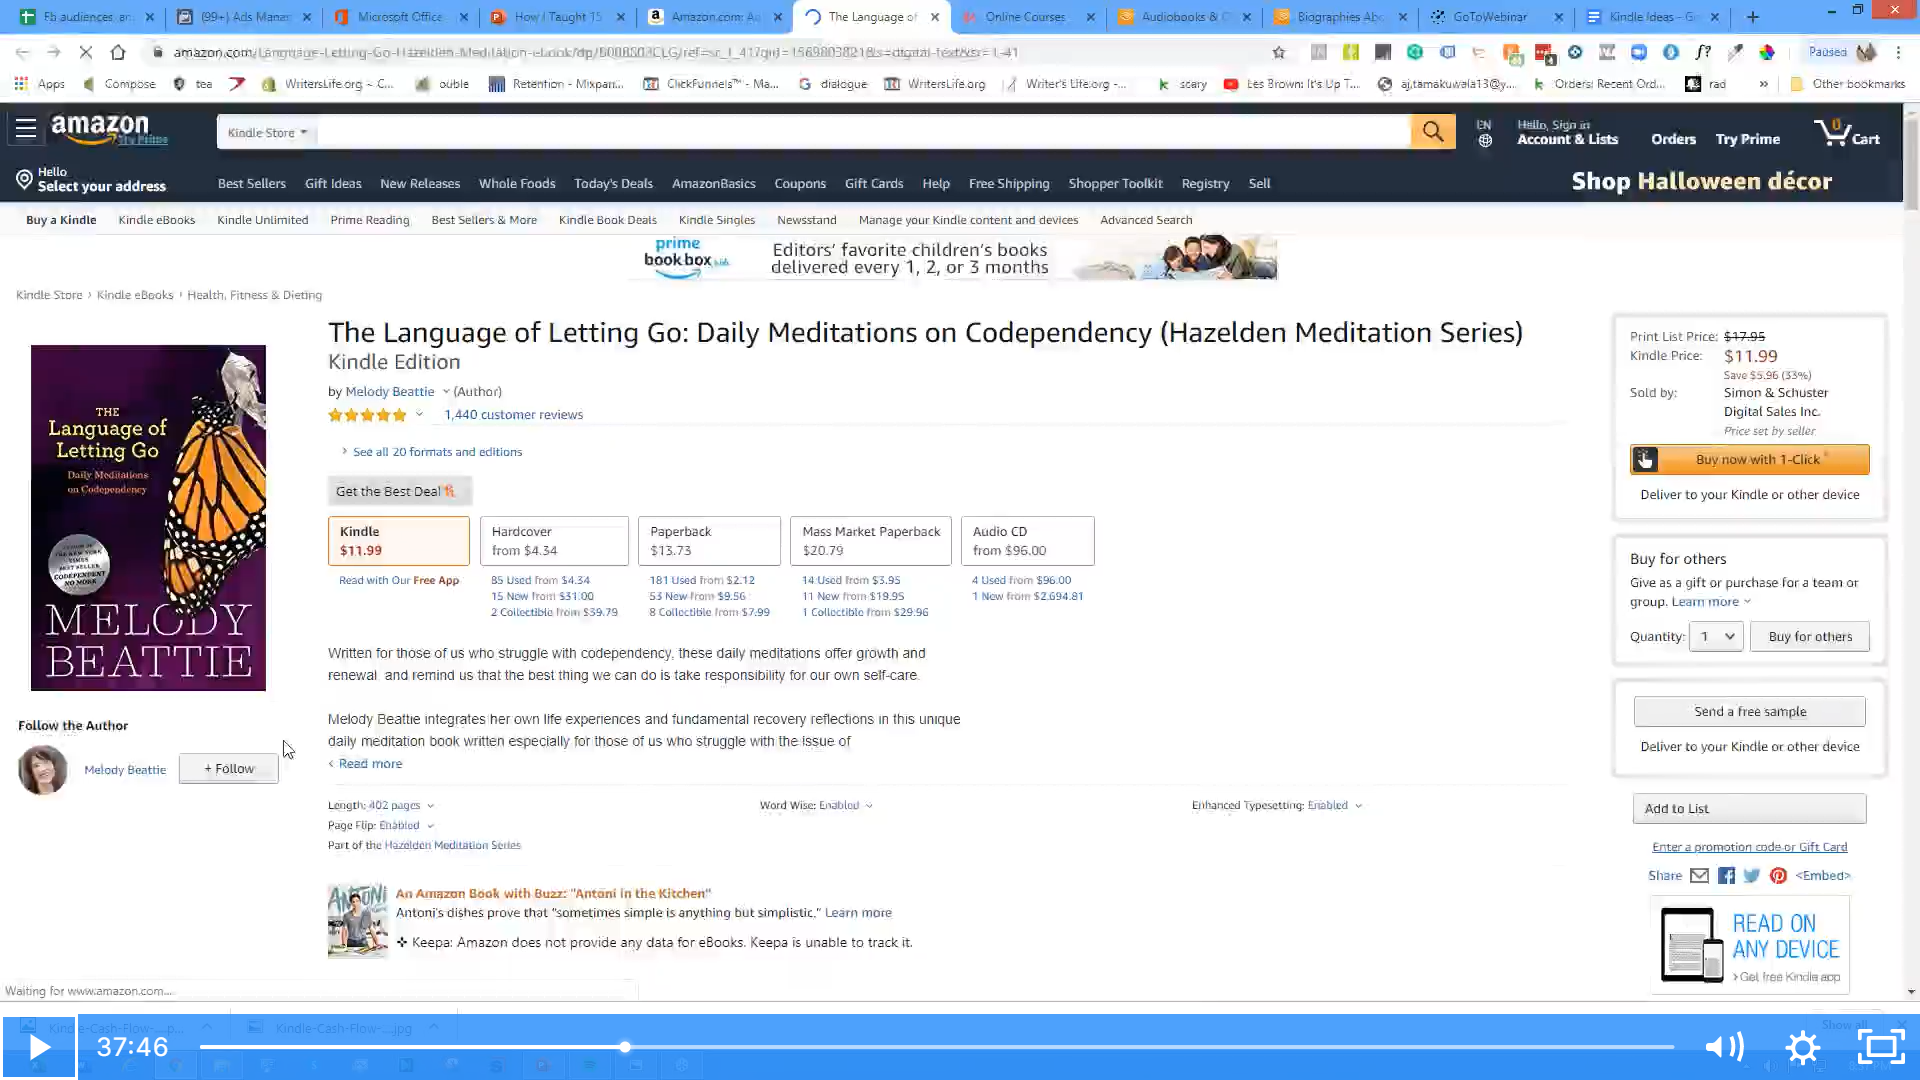 Fb audiences, an
(99+) Ads Manag
Microsoft Office
How I Taught 15
Amazon.com: A
The Language of
Online Courses
Audiobooks &
Biographies Abo
GoToWebinar
Kindle Ideas - Go
Paused
Apps
Compose
tea
WritersLife.org ~ C...
ouble
Retention - Mixpan...
ClickFunnels™ - Ma...
dialogue
WritersLife.org
Writer's Life.org -...
scary
Les Brown: It's Up T...
aj.tamakuwala13@y...
Orders: Recent Ord...
rad
Other bookmarks
amazon
Try Prime
Kindle Store
EN
Hello, Sign in
Account & Lists
Orders
Try Prime
0
Cart
Hello
Select your address
Best Sellers
Gift Ideas
New Releases
Whole Foods
Today's Deals
AmazonBasics
Coupons
Gift Cards
Help
Free Shipping
Shopper Toolkit
Registry
Sell
Shop Halloween décor
Buy a Kindle
Kindle eBooks
Kindle Unlimited
Prime Reading
Best Sellers & More
Kindle Book Deals
Kindle Singles
Newsstand
Manage your Kindle content and devices
Advanced Search
prime
book box kids
Editors' favorite children's books
delivered every 1, 2, or 3 months
Kindle Store › Kindle eBooks › Health, Fitness & Dieting
The Language of Letting Go: Daily Meditations on Codependency (Hazelden Meditation Series)
Kindle Edition
by Melody Beattie (Author)
1,440 customer reviews
See all 20 formats and editions
Get the Best Deal
Kindle
$11.99
Hardcover
from $4.34
Paperback
$13.73
Mass Market Paperback
$20.79
Audio CD
from $96.00
Read with Our Free App
85 Used from $4.34
15 New from $31.00
2 Collectible from $39.79
181 Used from $2.12
53 New from $9.56
8 Collectible from $7.99
14 Used from $3.95
11 New from $19.95
1 Collectible from $29.96
4 Used from $96.00
1 New from $2,694.81
Written for those of us who struggle with codependency, these daily meditations offer growth and
renewal, and remind us that the best thing we can do is take responsibility for our own self-care.
Melody Beattie integrates her own life experiences and fundamental recovery reflections in this unique
daily meditation book written especially for those of us who struggle with the issue of
Read more
Length: 402 pages
Word Wise: Enabled
Enhanced Typesetting: Enabled
Page Flip: Enabled
Part of the Hazelden Meditation Series
ANTONI
An Amazon Book with Buzz: "Antoni in the Kitchen"
Antoni's dishes prove that "sometimes simple is anything but simplistic." Learn more
Keepa: Amazon does not provide any data for eBooks. Keepa is unable to track it.
THE
Language of
Letting Go
Daily Meditations
on Codependency
CODEPENDENT
NO MORE
MELODY
BEATTIE
Follow the Author
Melody Beattie
+ Follow
Print List Price: $17.95
Kindle Price: $11.99
Save $5.96 (33%)
Sold by: Simon & Schuster
Digital Sales Inc.
Price set by seller
Buy now with 1-Click
Deliver to your Kindle or other device
Buy for others
Give as a gift or purchase for a team or
group. Learn more
Quantity: 1
Buy for others
Send a free sample
Deliver to your Kindle or other device
Add to List
Enter a promotion code or Gift Card
Share
<Embed>
READ ON
ANY DEVICE
› Get free Kindle app
Waiting for www.amazon.com...
Kindle-Cash-Flow-....p...
Kindle-Cash-Flow-....jpg
Show all
37:46